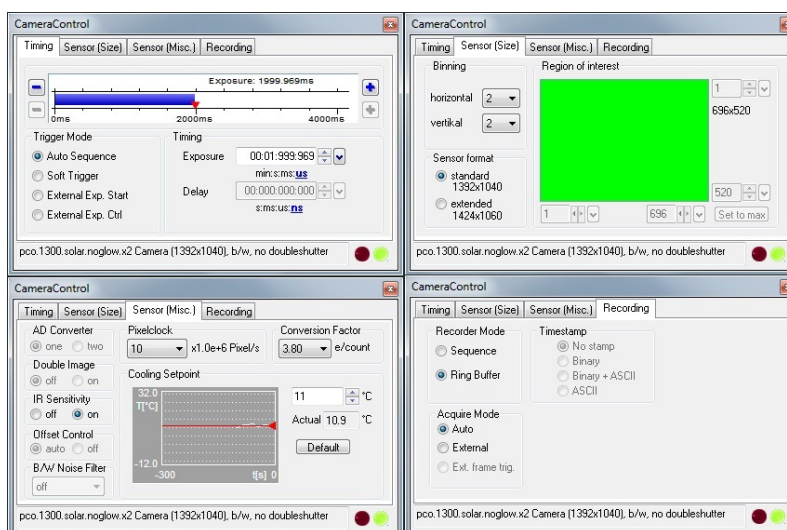 CameraControl
Timing Sensor (Size) Sensor (Misc.) Recording
Exposure: 1999.969ms
0ms 2000ms 4000ms
Trigger Mode
Auto Sequence
Soft Trigger
External Exp. Start
External Exp. Ctrl
Timing
Exposure 00:01:999:969
min:s:ms:us
Delay 00:000:000:000
s:ms:us:ns
pco.1300.solar.noglow.x2 Camera (1392x1040), b/w, no doubleshutter
CameraControl
Timing Sensor (Size) Sensor (Misc.) Recording
Binning
horizontal 2
vertikal 2
Sensor format
standard
1392x1040
extended
1424x1060
Region of interest
1
696x520
520
1 696 Set to max
pco.1300.solar.noglow.x2 Camera (1392x1040), b/w, no doubleshutter
CameraControl
Timing Sensor (Size) Sensor (Misc.) Recording
AD Converter
one two
Double Image
off on
IR Sensitivity
off on
Offset Control
auto off
B/W Noise Filter
off
Pixelclock
10 x1.0e+6 Pixel/s
Conversion Factor
3.80 e/count
Cooling Setpoint
32.0
T[°C]
-12.0
-300 t[s] 0
11 °C
Actual 10.9 °C
Default
pco.1300.solar.noglow.x2 Camera (1392x1040), b/w, no doubleshutter
CameraControl
Timing Sensor (Size) Sensor (Misc.) Recording
Recorder Mode
Sequence
Ring Buffer
Acquire Mode
Auto
External
Ext. frame trig.
Timestamp
No stamp
Binary
Binary + ASCII
ASCII
pco.1300.solar.noglow.x2 Camera (1392x1040), b/w, no doubleshutter